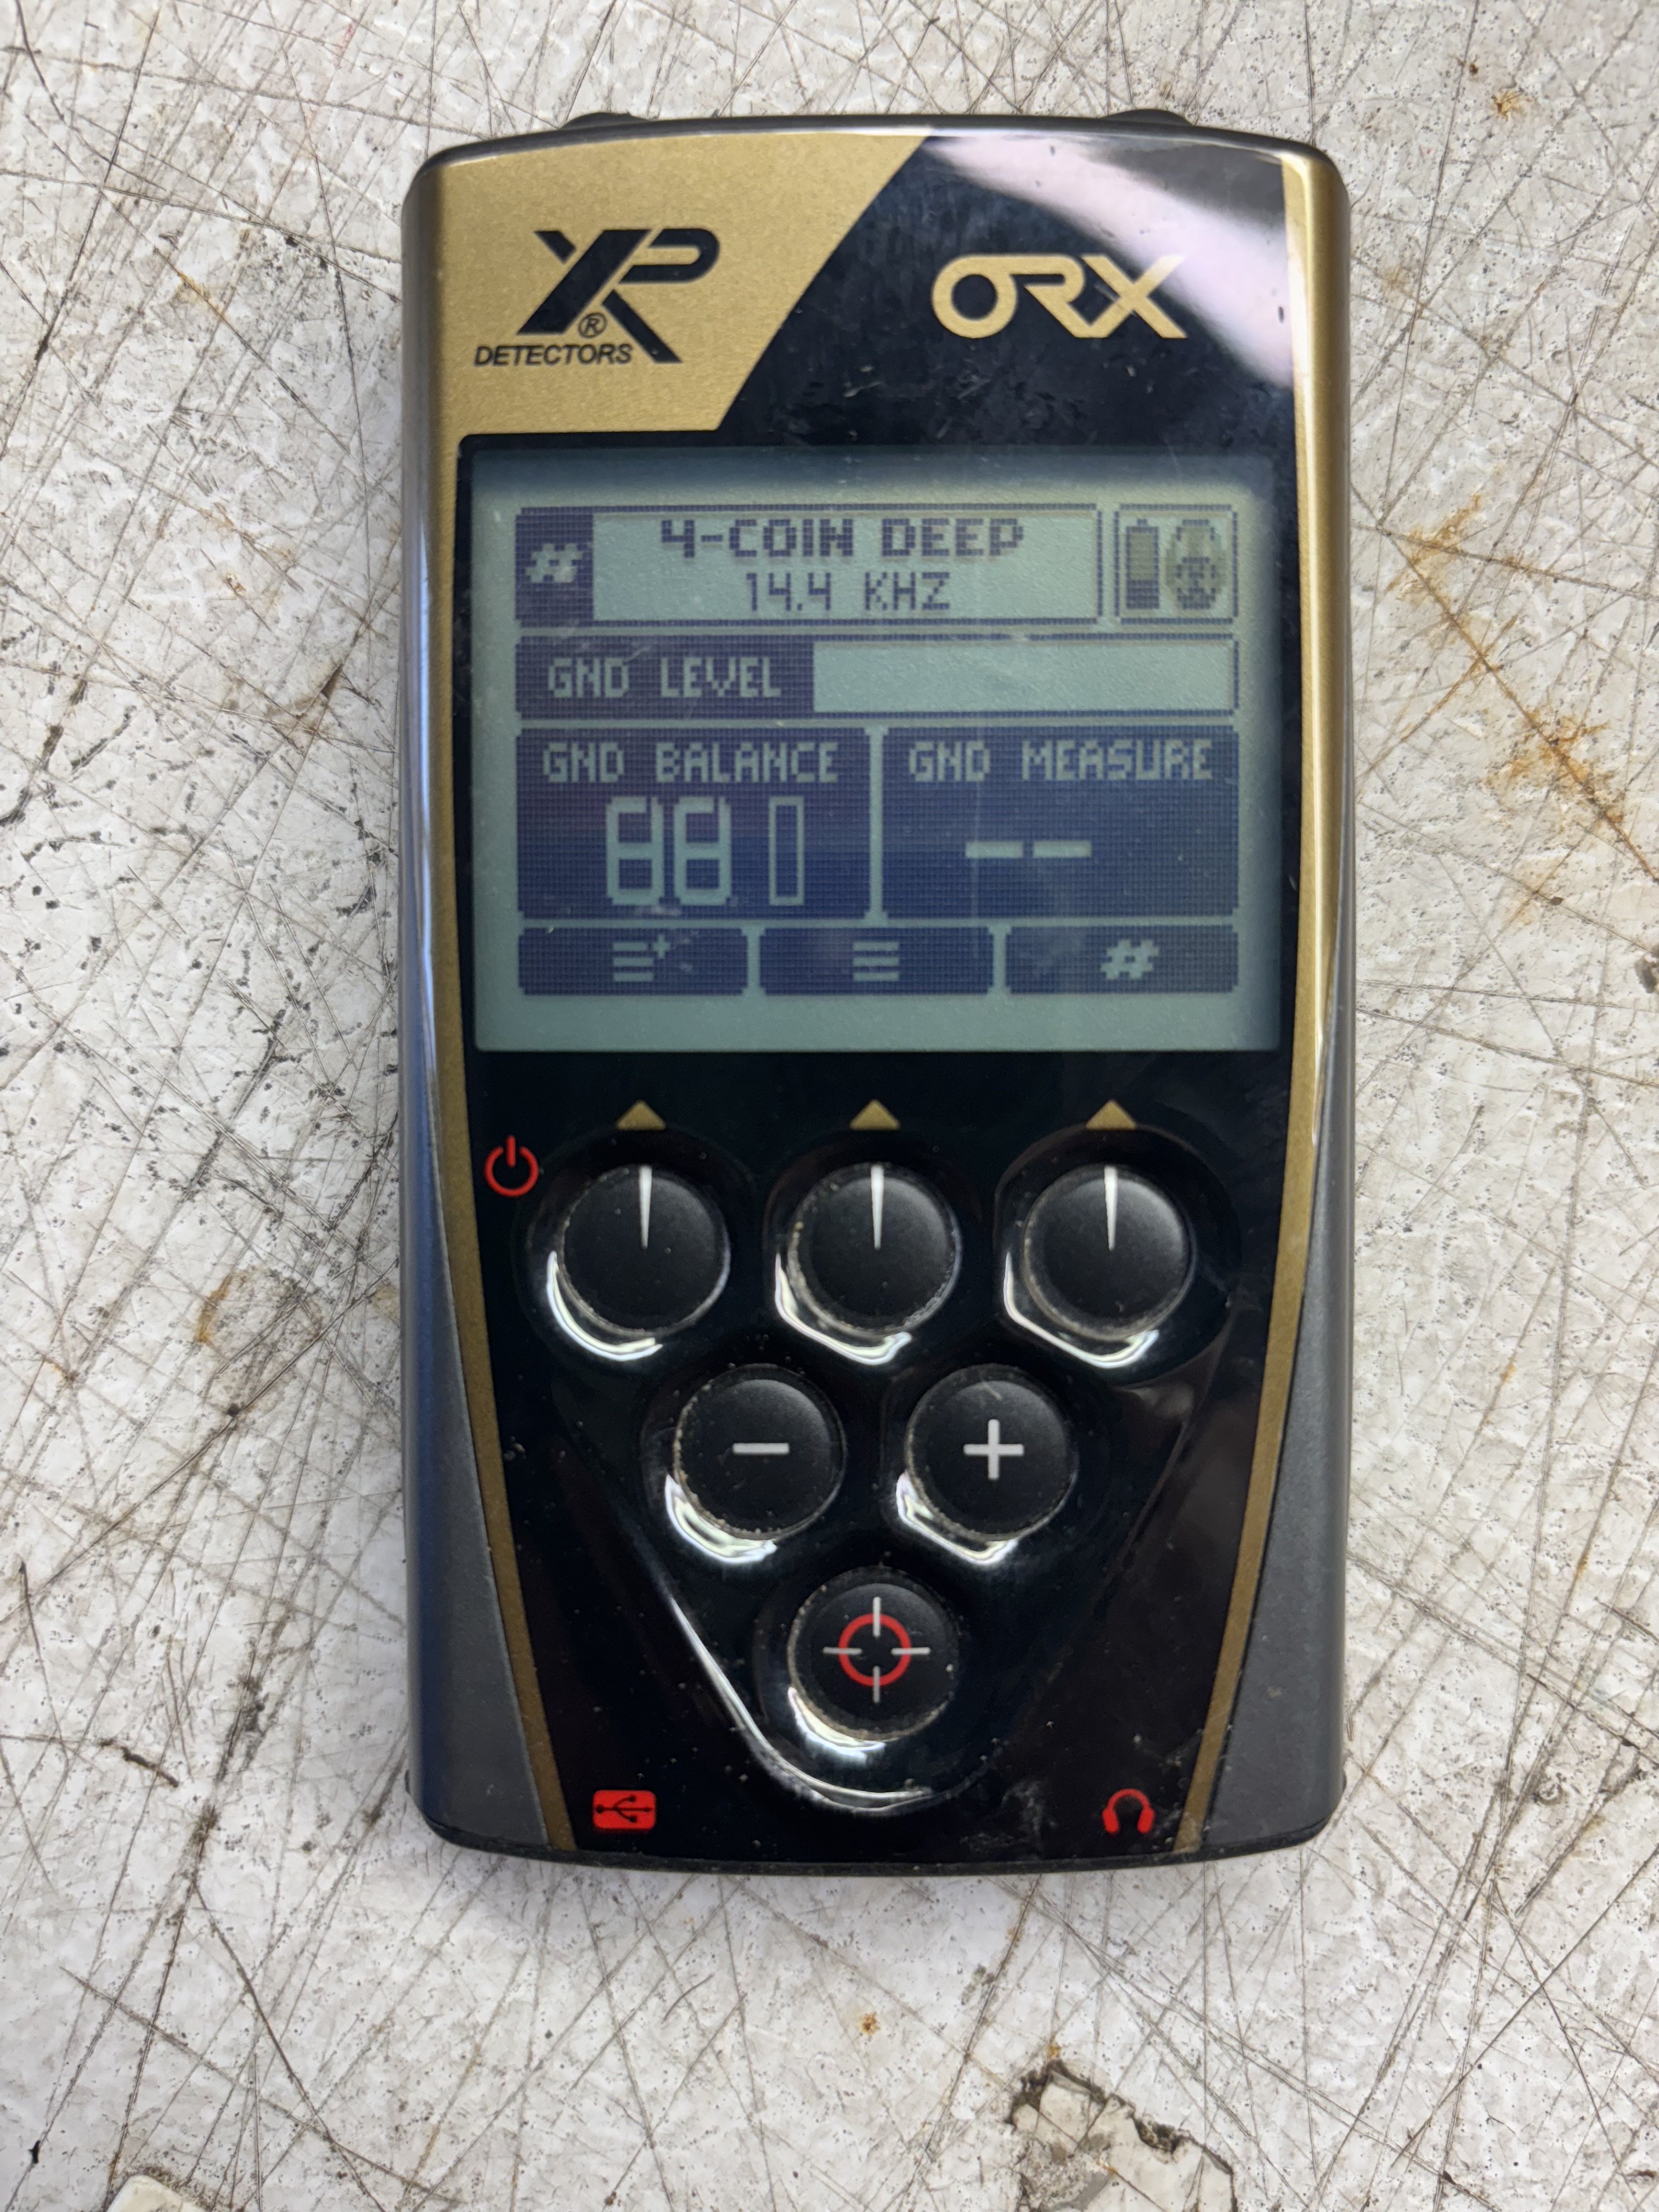 XP
®
DETECTORS
ORX
# 4-COIN DEEP
14.4 KHZ
GND LEVEL
GND BALANCE
GND MEASURE
88
--
#
- +